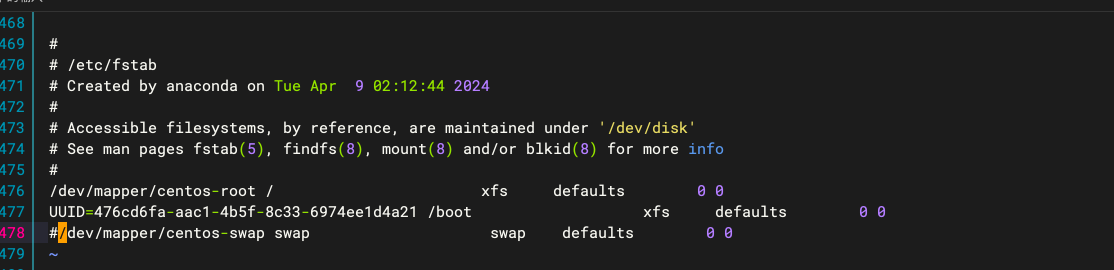 468
469 #
470 # /etc/fstab
471 # Created by anaconda on Tue Apr  9 02:12:44 2024
472 #
473 # Accessible filesystems, by reference, are maintained under '/dev/disk'
474 # See man pages fstab(5), findfs(8), mount(8) and/or blkid(8) for more info
475 #
476 /dev/mapper/centos-root /                       xfs     defaults        0 0
477 UUID=476cd6fa-aac1-4b5f-8c33-6974ee1d4a21 /boot                   xfs     defaults        0 0
478 #/dev/mapper/centos-swap swap                    swap    defaults        0 0
479 ~